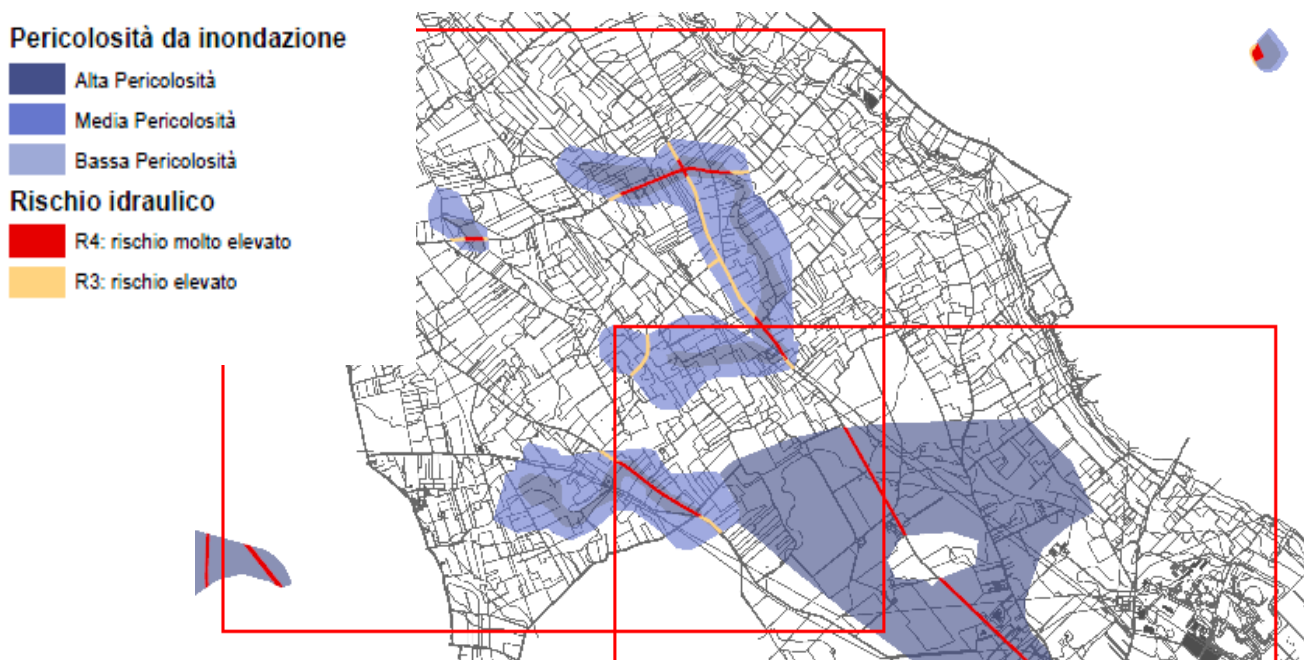 Pericolosità da inondazione
Alta Pericolosità
Media Pericolosità
Bassa Pericolosità
Rischio idraulico
R4: rischio molto elevato
R3: rischio elevato